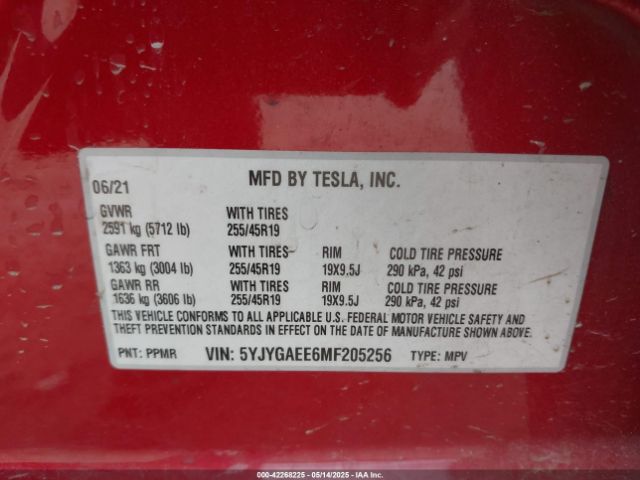 MFD BY TESLA, INC.
06/21
GVWR WITH TIRES
2591 kg (5712 lb) 255/45R19
GAWR FRT WITH TIRES RIM COLD TIRE PRESSURE
1363 kg (3004 lb) 255/45R19 19X9.5J 290 kPa, 42 psi
GAWR RR WITH TIRES RIM COLD TIRE PRESSURE
1636 kg (3606 lb) 255/45R19 19X9.5J 290 kPa, 42 psi
THIS VEHICLE CONFORMS TO ALL APPLICABLE U.S. FEDERAL MOTOR VEHICLE SAFETY AND
THEFT PREVENTION STANDARDS IN EFFECT ON THE DATE OF MANUFACTURE SHOWN ABOVE.
PNT: PPMR VIN: 5YJYGAEE6MF205256 TYPE: MPV
000-42268225 - 05/14/2025 - IAA Inc.